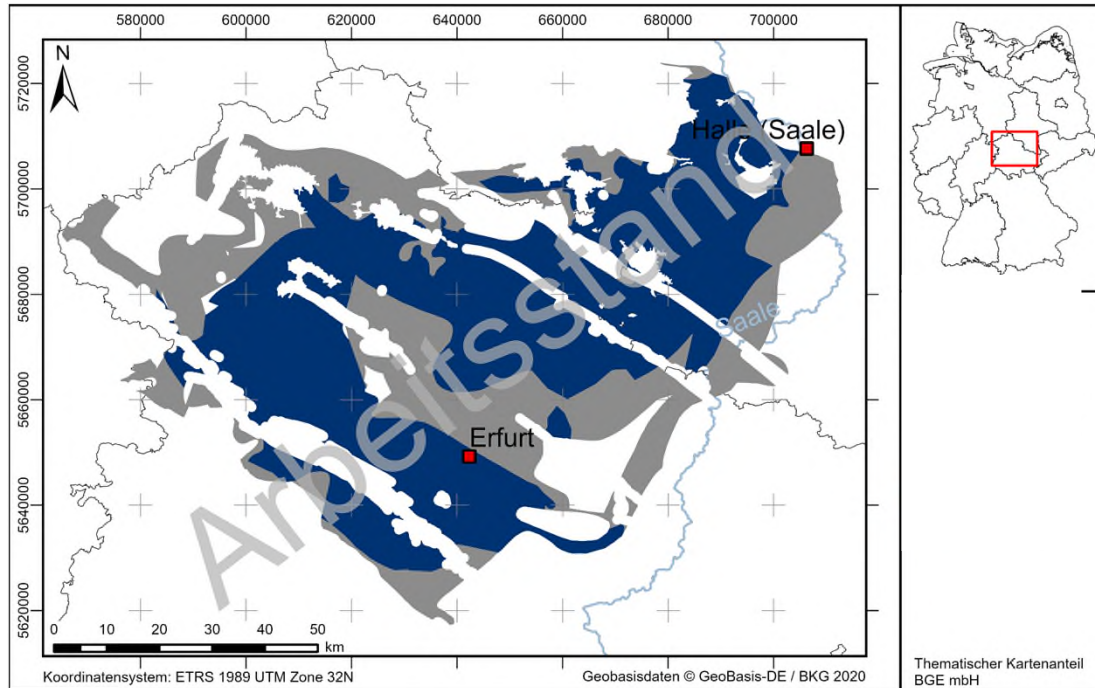 580000 600000 620000 640000 660000 680000 700000
N
5720000
5700000
5680000
5660000
5640000
5620000
Halle (Saale)
Saale
Erfurt
Arbeitsstand
0 10 20 30 40 50
km
Koordinatensystem: ETRS 1989 UTM Zone 32N
Geobasisdaten © GeoBasis-DE / BKG 2020
Thematischer Kartenanteil
BGE mbH